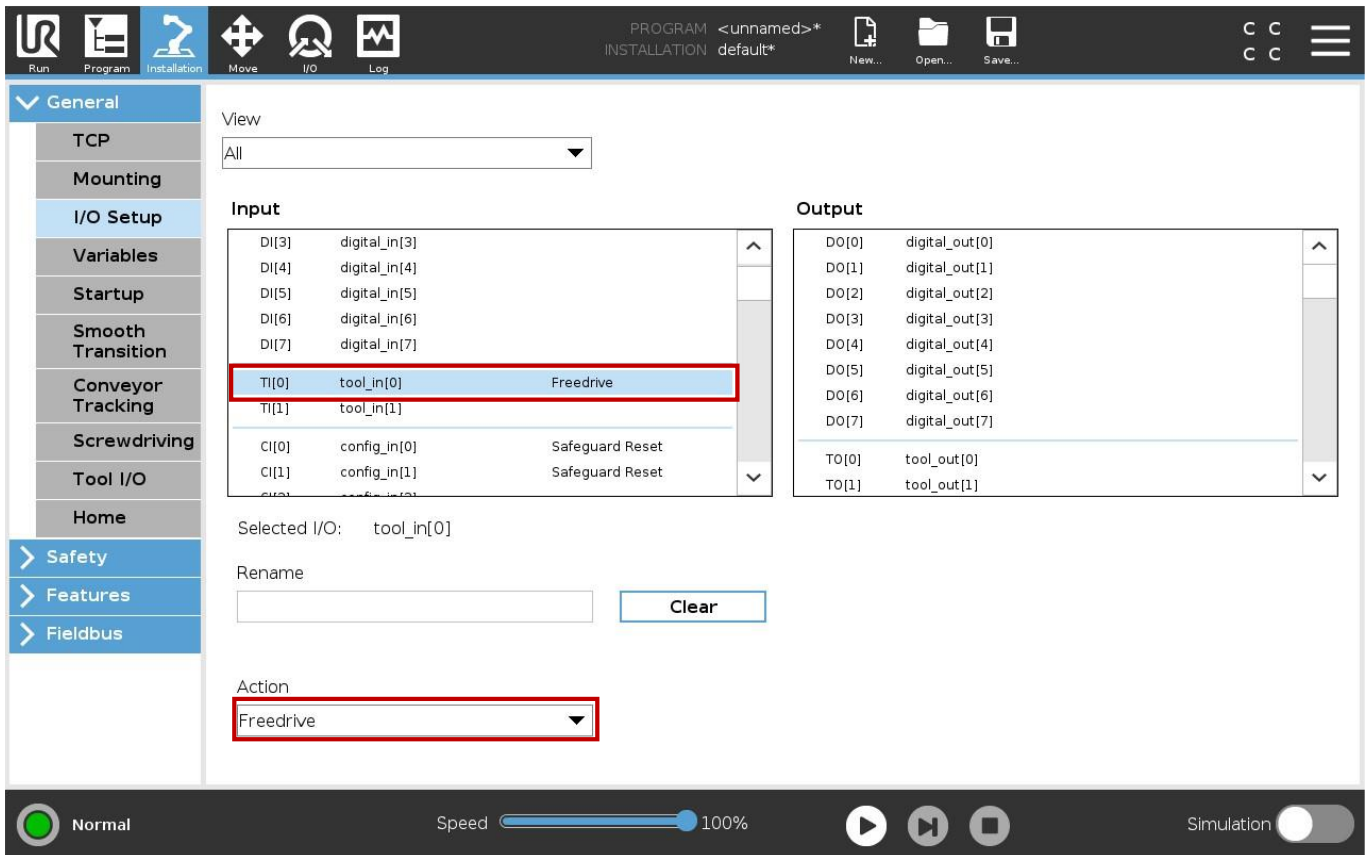 PROGRAM <unnamed>*
INSTALLATION default*
C C
C C
UR
Run Program Installation Move I/O Log New... Open... Save...
General
TCP
Mounting
I/O Setup
Variables
Startup
Smooth
Transition
Conveyor
Tracking
Screwdriving
Tool I/O
Home
Safety
Features
Fieldbus
View
All
Input
DI[3] digital_in[3]
DI[4] digital_in[4]
DI[5] digital_in[5]
DI[6] digital_in[6]
DI[7] digital_in[7]
TI[0] tool_in[0] Freedrive
TI[1] tool_in[1]
CI[0] config_in[0] Safeguard Reset
CI[1] config_in[1] Safeguard Reset
Output
DO[0] digital_out[0]
DO[1] digital_out[1]
DO[2] digital_out[2]
DO[3] digital_out[3]
DO[4] digital_out[4]
DO[5] digital_out[5]
DO[6] digital_out[6]
DO[7] digital_out[7]
TO[0] tool_out[0]
TO[1] tool_out[1]
Selected I/O: tool_in[0]
Rename
Clear
Action
Freedrive
Normal
Speed 100%
Simulation